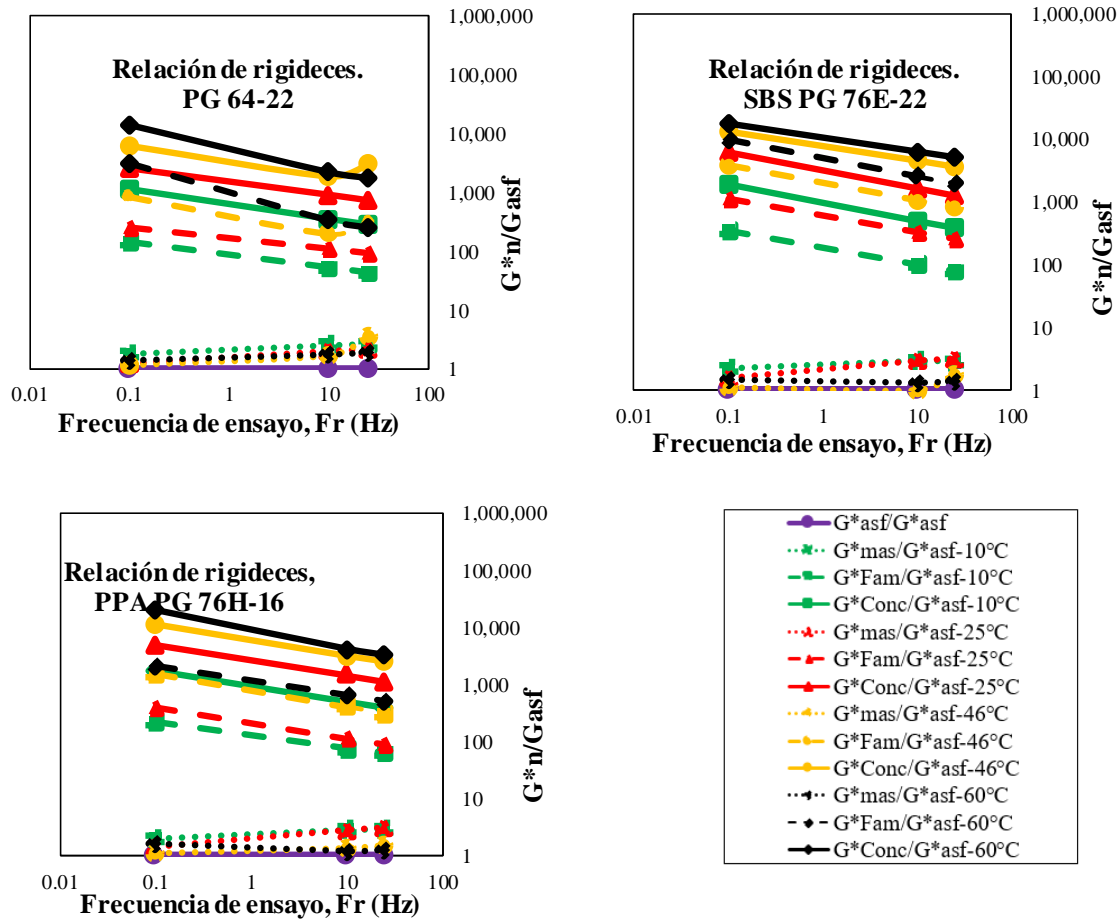 Relación de rigideces.
PG 64-22
1,000,000
100,000
10,000
1,000
100
10
1
G*n/Gasf
0.01 0.1 1 10 100
Frecuencia de ensayo, Fr (Hz)
Relación de rigideces.
SBS PG 76E-22
1,000,000
100,000
10,000
1,000
100
10
1
G*n/Gasf
0.01 0.1 1 10 100
Frecuencia de ensayo, Fr (Hz)
Relación de rigideces,
PPA PG 76H-16
1,000,000
100,000
10,000
1,000
100
10
1
G*n/Gasf
0.01 0.1 1 10 100
Frecuencia de ensayo, Fr (Hz)
G*asf/G*asf
G*mas/G*asf-10°C
G*Fam/G*asf-10°C
G*Conc/G*asf-10°C
G*mas/G*asf-25°C
G*Fam/G*asf-25°C
G*Conc/G*asf-25°C
G*mas/G*asf-46°C
G*Fam/G*asf-46°C
G*Conc/G*asf-46°C
G*mas/G*asf-60°C
G*Fam/G*asf-60°C
G*Conc/G*asf-60°C